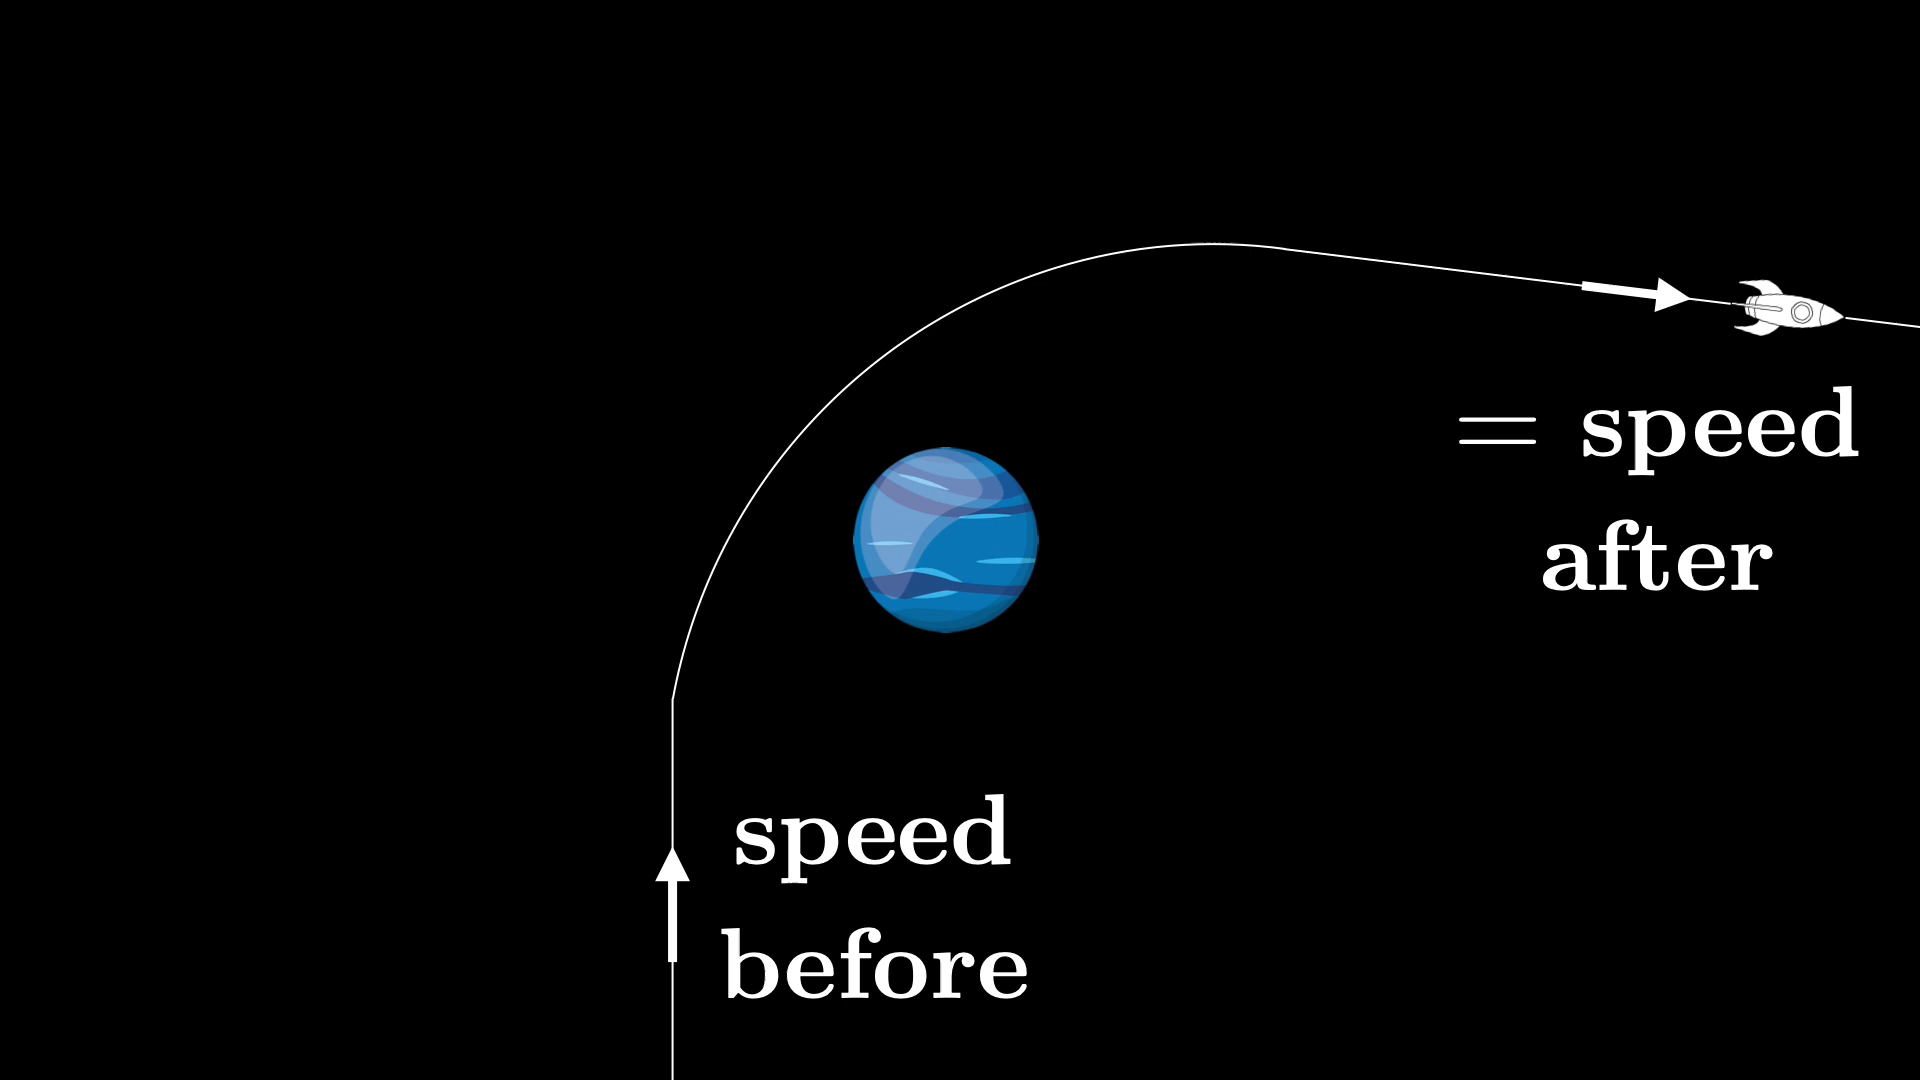 speed
before
= speed
after